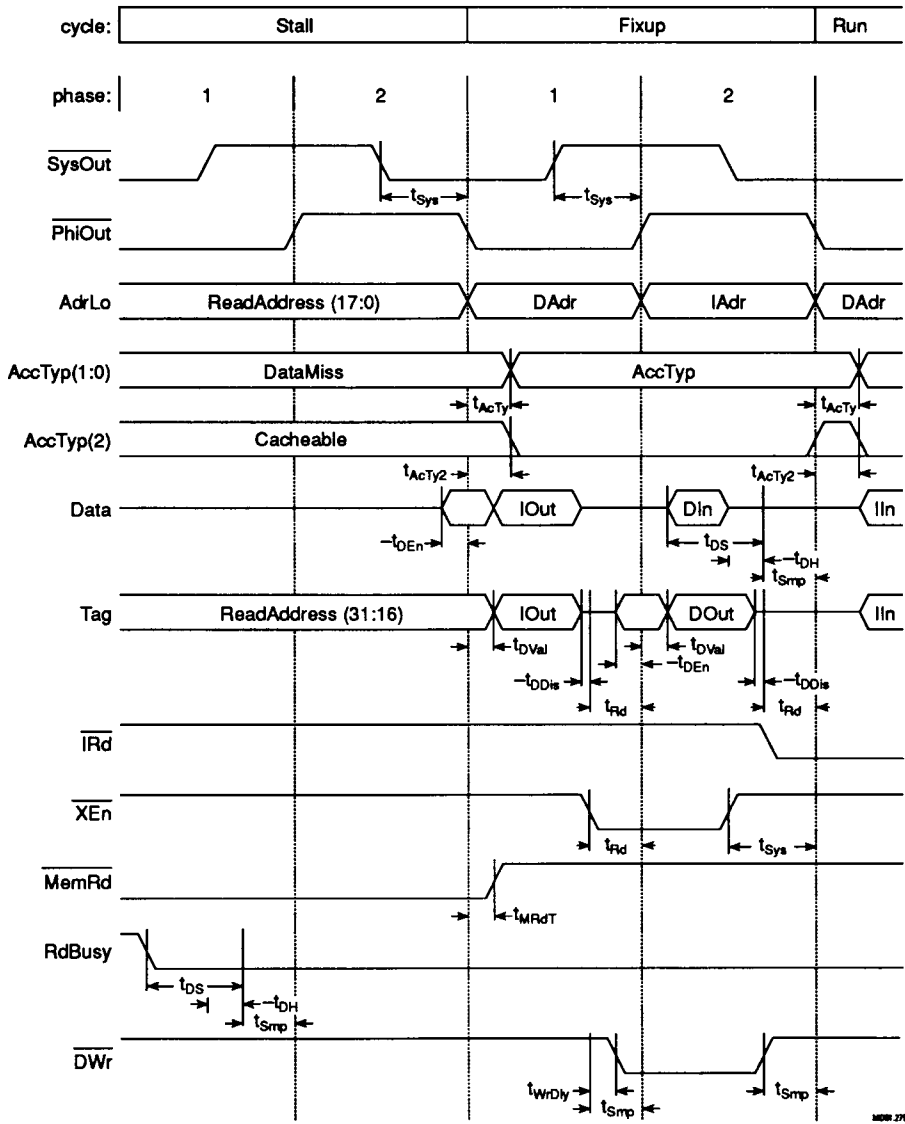 cycle: Stall Fixup Run
phase: 1 2 1 2
SysOut
tSys tSys
PhiOut
AdrLo ReadAddress (17:0) DAdr IAdr DAdr
AccTyp(1:0) DataMiss AccTyp
tAcTy tAcTy
AccTyp(2) Cacheable
tAcTy2 tAcTy2
Data IOut DIn IIn
–tDEn tDS –tDH
tSmp
Tag ReadAddress (31:16) IOut DOut IIn
tDVal tDVal
–tDEn
–tDDis –tDDis
tRd tRd
IRd
XEn
tRd tSys
MemRd
tMRdT
RdBusy
tDS –tDH
tSmp
DWr
tWrDly tSmp
tSmp